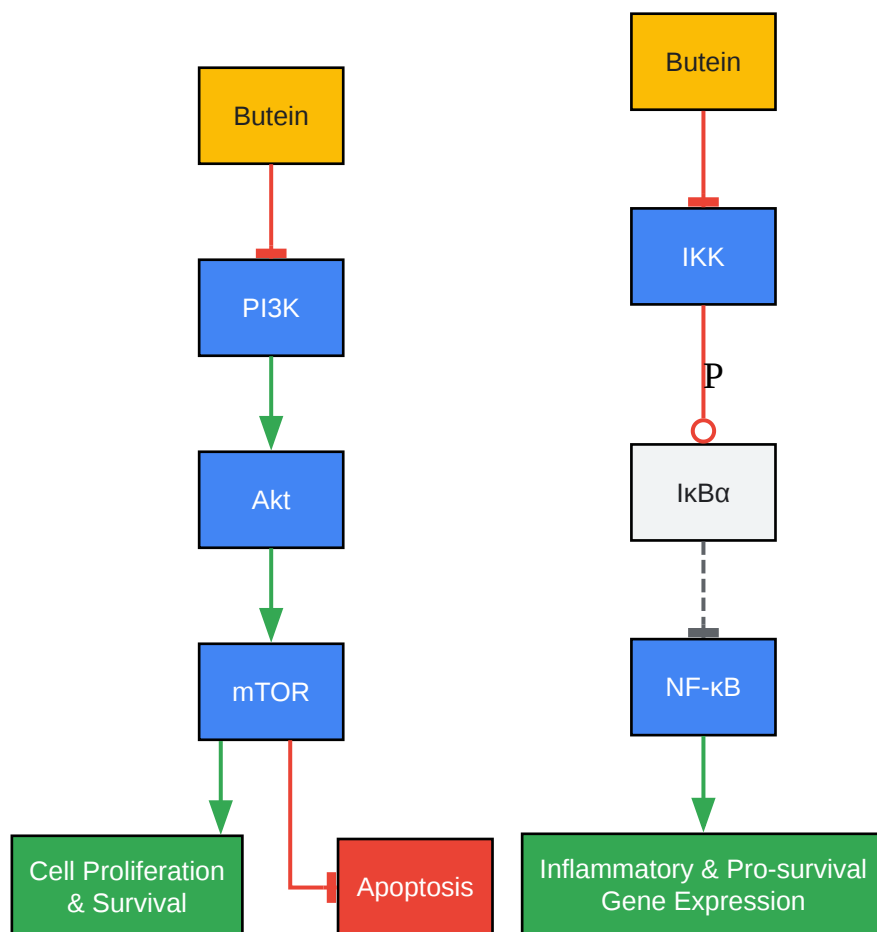 Butein
PI3K
Akt
mTOR
Cell Proliferation
& Survival
Apoptosis
Butein
IKK
P
IκBα
NF-κB
Inflammatory & Pro-survival
Gene Expression